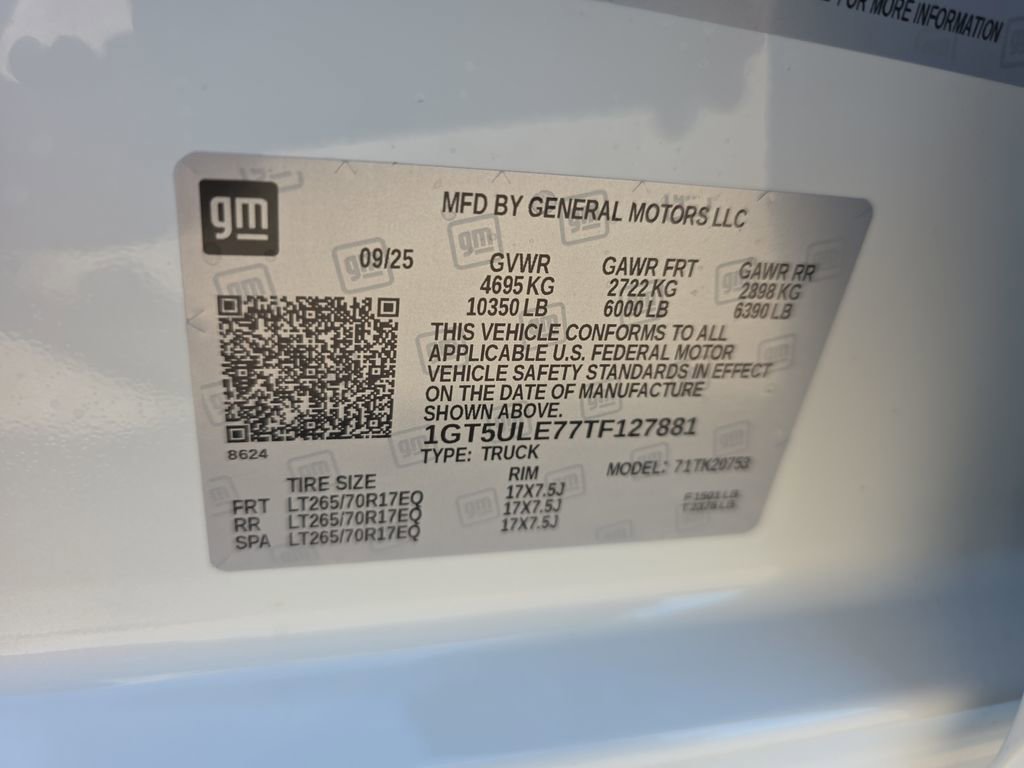 FOR MORE INFORMATION
gm
MFD BY GENERAL MOTORS LLC
09/25
GVWR GAWR FRT GAWR RR
4695 KG 2722 KG 2898 KG
10350 LB 6000 LB 6390 LB
THIS VEHICLE CONFORMS TO ALL
APPLICABLE U.S. FEDERAL MOTOR
VEHICLE SAFETY STANDARDS IN EFFECT
ON THE DATE OF MANUFACTURE
SHOWN ABOVE.
1GT5ULE77TF127881
8624
TYPE: TRUCK
MODEL: 71TK20753
TIRE SIZE RIM
FRT LT265/70R17EQ 17X7.5J
RR LT265/70R17EQ 17X7.5J
SPA LT265/70R17EQ 17X7.5J